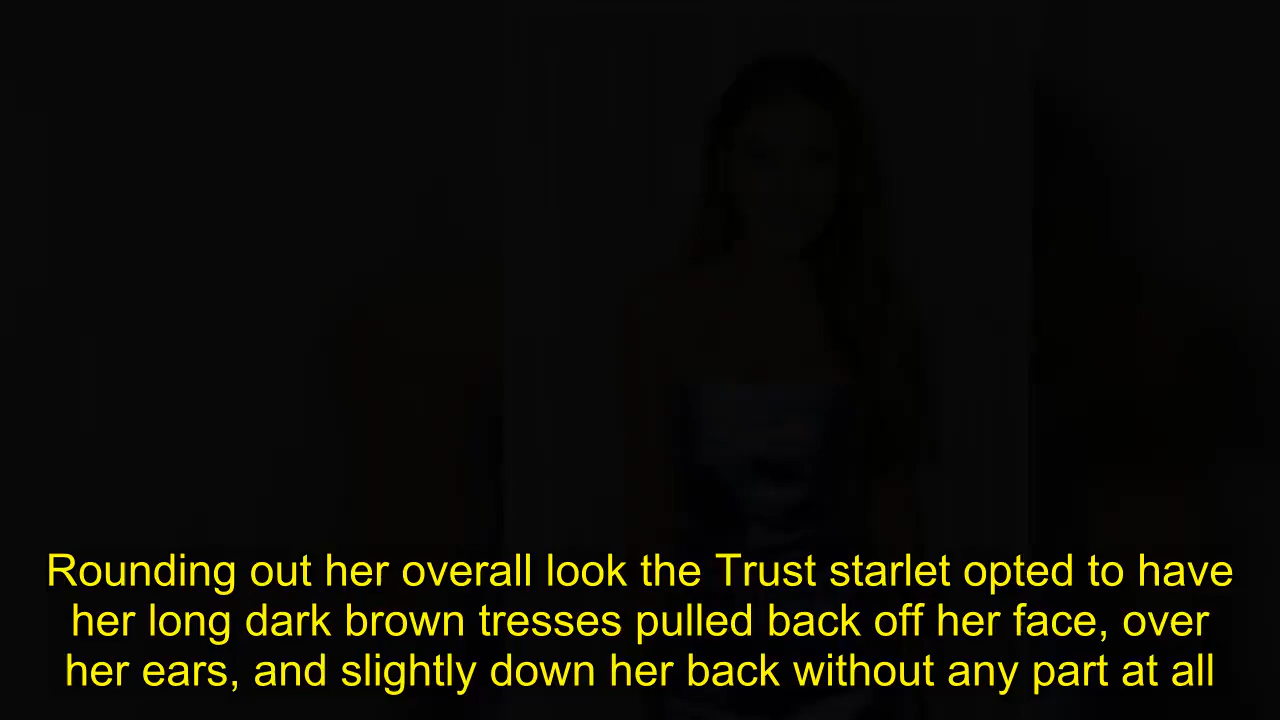 Rounding out her overall look the Trust starlet opted to have
her long dark brown tresses pulled back off her face, over
her ears, and slightly down her back without any part at all